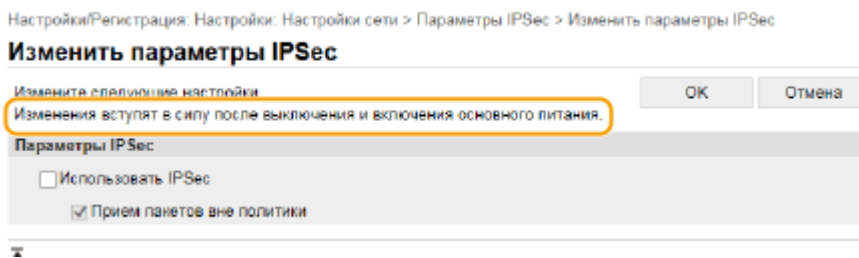 Настройки/Регистрация: Настройки: Настройки сети > Параметры IPSec > Изменить параметры IPSec
Изменить параметры IPSec
Измените следующие настройки
OK
Отмена
Изменения вступят в силу после выключения и включения основного питания.
Параметры IPSec
Использовать IPSec
Прием пакетов вне политики